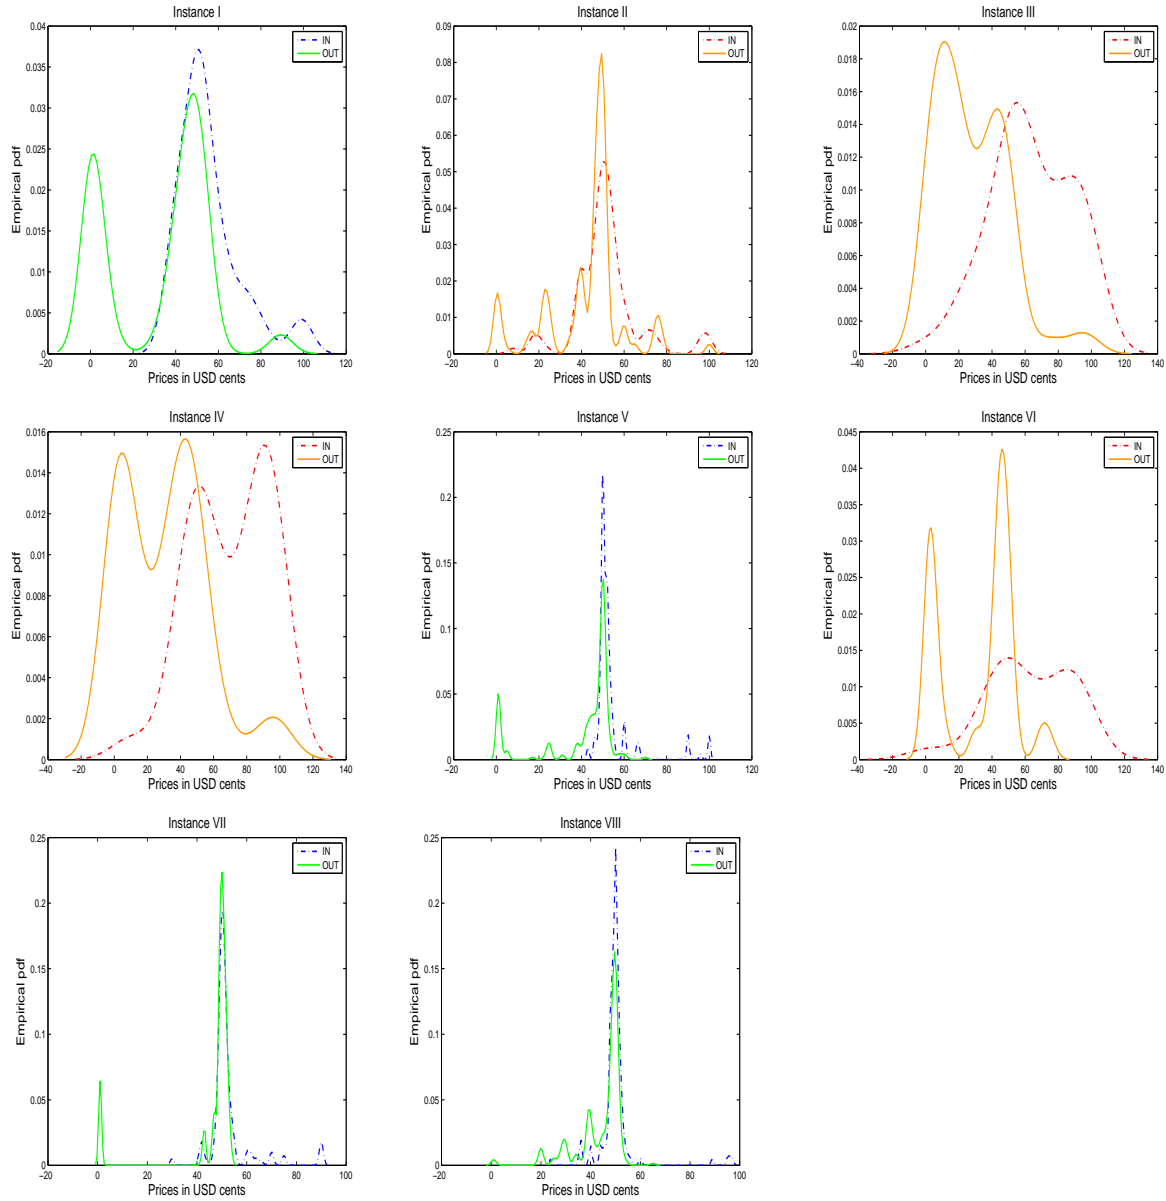 Instance I
0.04
0.035
0.03
0.025
0.02
0.015
0.01
0.005
0
-20 0 20 40 60 80 100 120
Empirical pdf
Prices in USD cents
IN
OUT
Instance II
0.09
0.08
0.07
0.06
0.05
0.04
0.03
0.02
0.01
0
-20 0 20 40 60 80 100 120
Empirical pdf
Prices in USD cents
IN
OUT
Instance III
0.02
0.018
0.016
0.014
0.012
0.01
0.008
0.006
0.004
0.002
0
-40 -20 0 20 40 60 80 100 120 140
Empirical pdf
Prices in USD cents
IN
OUT
Instance IV
0.016
0.014
0.012
0.01
0.008
0.006
0.004
0.002
0
-40 -20 0 20 40 60 80 100 120 140
Empirical pdf
Prices in USD cents
IN
OUT
Instance V
0.25
0.2
0.15
0.1
0.05
0
-20 0 20 40 60 80 100 120
Empirical pdf
Prices in USD cents
IN
OUT
Instance VI
0.045
0.04
0.035
0.03
0.025
0.02
0.015
0.01
0.005
0
-40 -20 0 20 40 60 80 100 120 140
Empirical pdf
Prices in USD cents
IN
OUT
Instance VII
0.25
0.2
0.15
0.1
0.05
0
-20 0 20 40 60 80 100
Empirical pdf
Prices in USD cents
IN
OUT
Instance VIII
0.25
0.2
0.15
0.1
0.05
0
-20 0 20 40 60 80 100
Empirical pdf
Prices in USD cents
IN
OUT